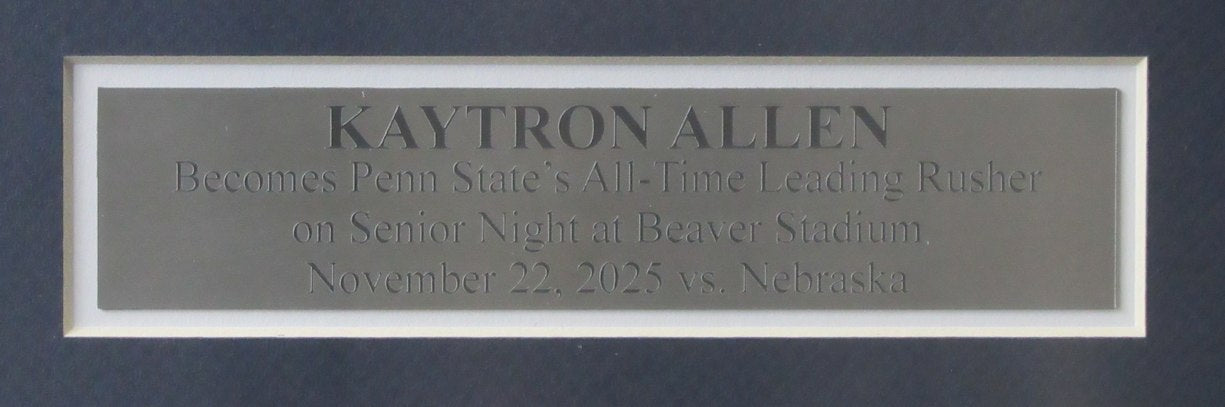 KAYTRON ALLEN
Becomes Penn State's All-Time Leading Rusher
on Senior Night at Beaver Stadium,
November 22, 2025 vs. Nebraska